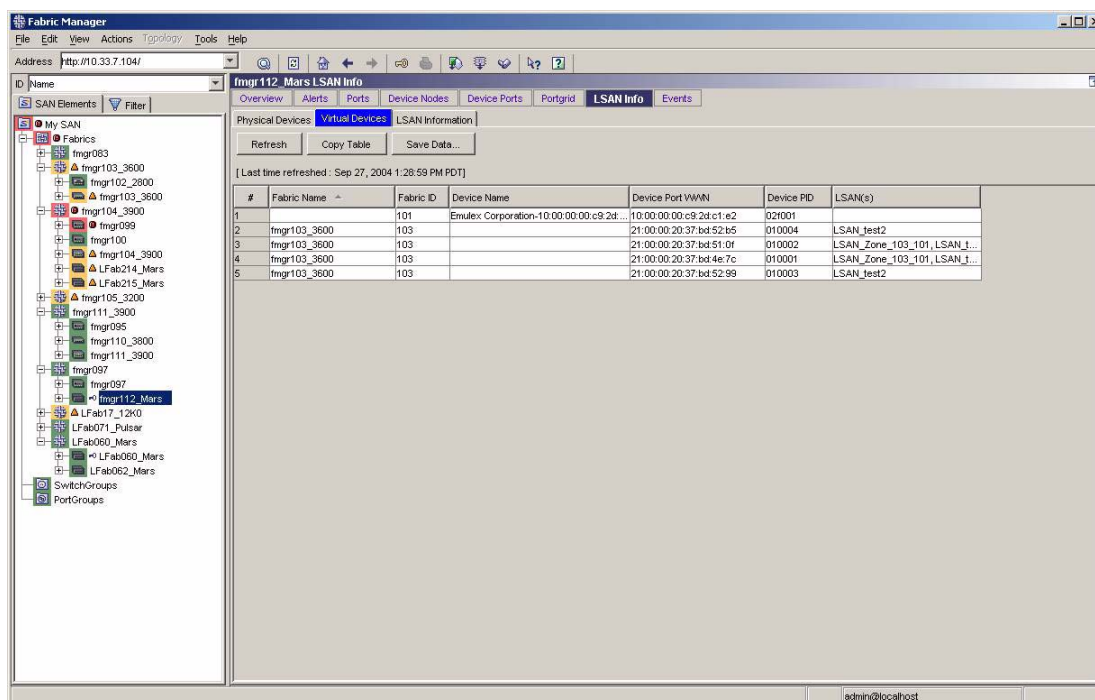 Fabric Manager
File Edit View Actions Topology Tools Help
Address http://10.33.7.104/
ID Name
SAN Elements Filter
My SAN
Fabrics
fmgr083
fmgr103_3600
fmgr102_2800
fmgr103_3600
fmgr104_3900
fmgr099
fmgr100
fmgr104_3900
LFab214_Mars
LFab215_Mars
fmgr105_3200
fmgr111_3900
fmgr095
fmgr110_3800
fmgr111_3900
fmgr097
fmgr097
fmgr112_Mars
LFab17_12K0
LFab071_Pulsar
LFab060_Mars
LFab060_Mars
LFab062_Mars
SwitchGroups
PortGroups
fmgr112_Mars LSAN Info
Overview Alerts Ports Device Nodes Device Ports Portgrid LSAN Info Events
Physical Devices Virtual Devices LSAN Information
Refresh Copy Table Save Data...
[ Last time refreshed : Sep 27, 2004 1:28:59 PM PDT]
# Fabric Name Fabric ID Device Name Device Port WWN Device PID LSAN(s)
1 101 Emulex Corporation-10:00:00:00:c9:2d:... 10:00:00:00:c9:2d:c1:e2 02f001
2 fmgr103_3600 103 21:00:00:20:37:bd:52:b5 010004 LSAN_test2
3 fmgr103_3600 103 21:00:00:20:37:bd:51:0f 010002 LSAN_Zone_103_101, LSAN_t...
4 fmgr103_3600 103 21:00:00:20:37:bd:4e:7c 010001 LSAN_Zone_103_101, LSAN_t...
5 fmgr103_3600 103 21:00:00:20:37:bd:52:99 010003 LSAN_test2
admin@localhost